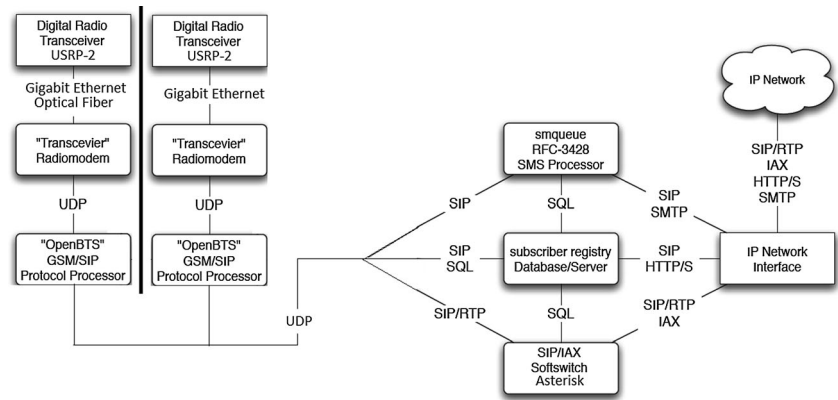 Digital Radio
Transceiver
USRP-2
Gigabit Ethernet
Optical Fiber
"Transcevier"
Radiomodem
UDP
"OpenBTS"
GSM/SIP
Protocol Processor
Digital Radio
Transceiver
USRP-2
Gigabit Ethernet
"Transcevier"
Radiomodem
UDP
"OpenBTS"
GSM/SIP
Protocol Processor
UDP
SIP
SIP
SQL
SIP/RTP
smqueue
RFC-3428
SMS Processor
SQL
subscriber registry
Database/Server
SQL
SIP/IAX
Softswitch
Asterisk
SIP
SMTP
SIP
HTTP/S
SIP/RTP
IAX
IP Network
SIP/RTP
IAX
HTTP/S
SMTP
IP Network
Interface